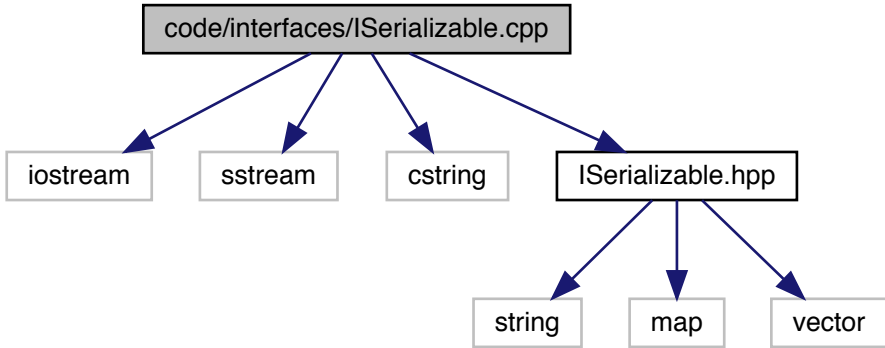 code/interfaces/ISerializable.cpp
iostream
sstream
cstring
ISerializable.hpp
string
map
vector